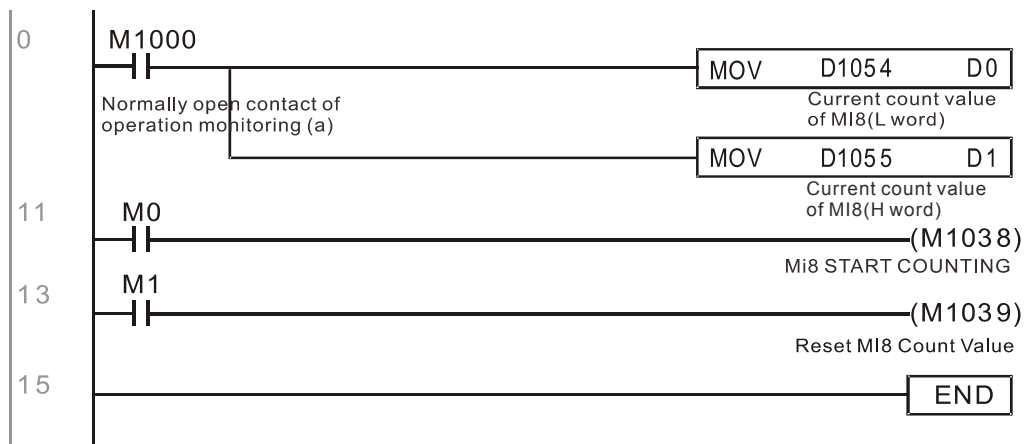 0
M1000
MOV D1054 D0
Normally open contact of
operation monitoring (a)
Current count value
of MI8(L word)
MOV D1055 D1
Current count value
of MI8(H word)
11
M0
(M1038)
Mi8 START COUNTING
13
M1
(M1039)
Reset MI8 Count Value
15
END